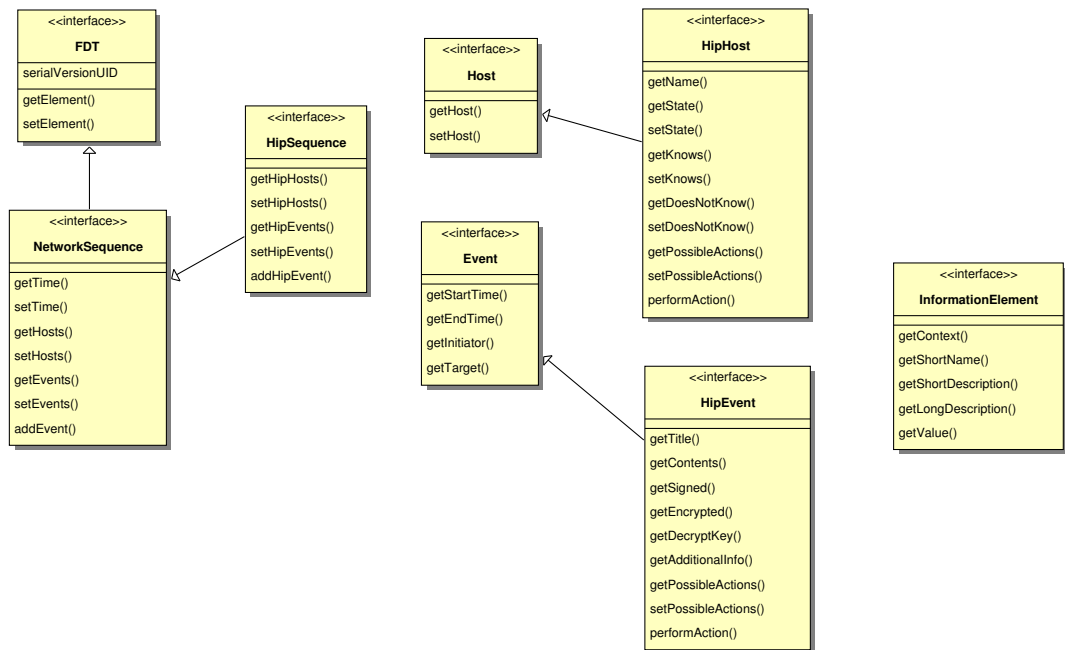 <<interface>>
FDT
serialVersionUID
getElement()
setElement()
<<interface>>
NetworkSequence
getTime()
setTime()
getHosts()
setHosts()
getEvents()
setEvents()
addEvent()
<<interface>>
HipSequence
getHipHosts()
setHipHosts()
getHipEvents()
setHipEvents()
addHipEvent()
<<interface>>
Host
getHost()
setHost()
<<interface>>
Event
getStartTime()
getEndTime()
getInitiator()
getTarget()
<<interface>>
HipHost
getName()
getState()
setState()
getKnows()
setKnows()
getDoesNotKnow()
setDoesNotKnow()
getPossibleActions()
setPossibleActions()
performAction()
<<interface>>
HipEvent
getTitle()
getContents()
getSigned()
getEncrypted()
getDecryptKey()
getAdditionalInfo()
getPossibleActions()
setPossibleActions()
performAction()
<<interface>>
InformationElement
getContext()
getShortName()
getShortDescription()
getLongDescription()
getValue()